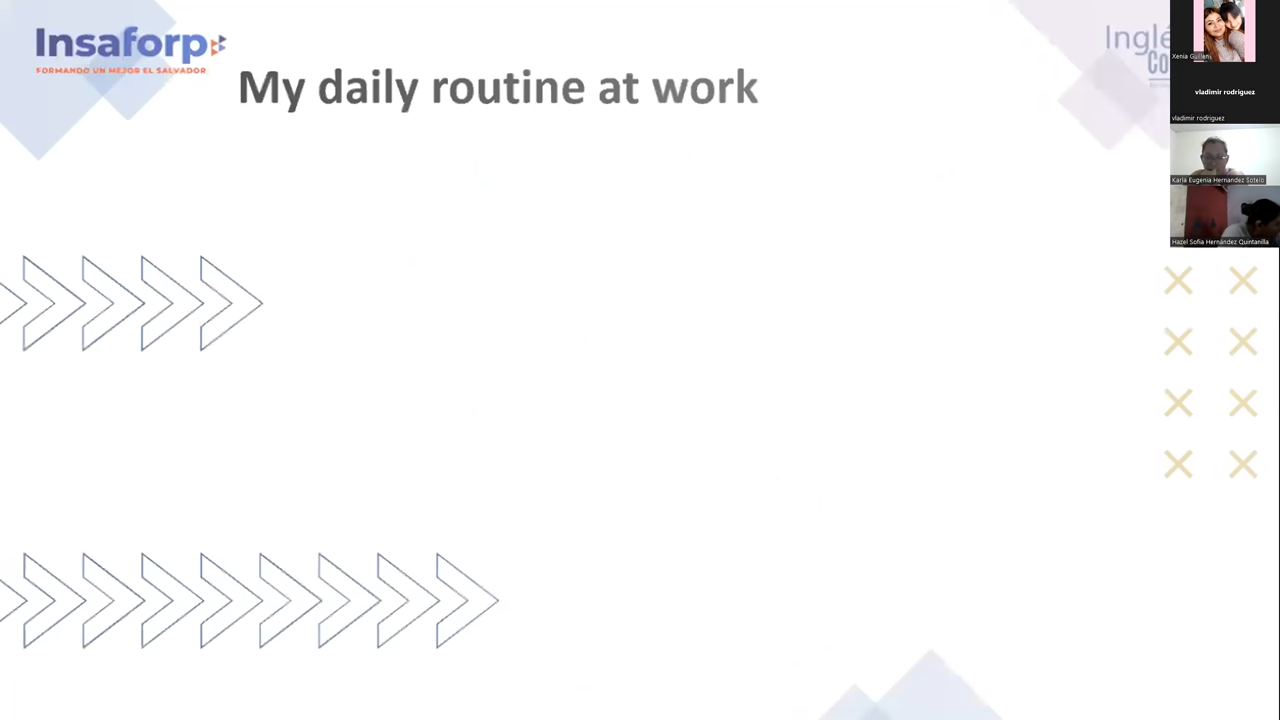 Insaforp
FORMANDO UN MEJOR EL SALVADOR
My daily routine at work
Xenia Guillen
vladimir rodriguez
vladimir rodriguez
Karla Eugenia Hernandez Sotelo
Hazel Sofia Hernández Quintanilla